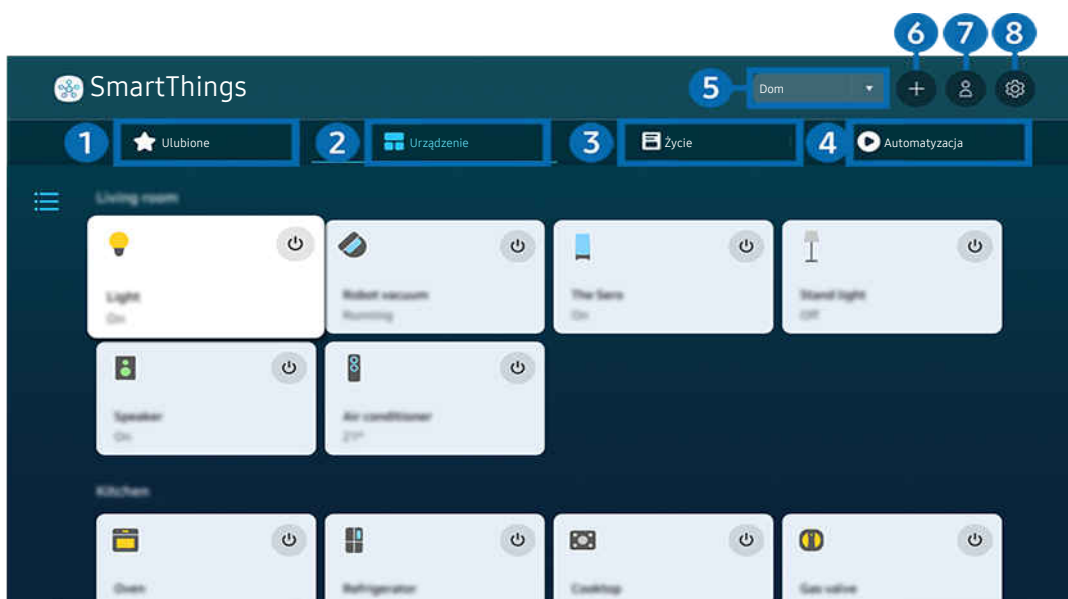 6 7 8
SmartThings
5 Dom
1 Ulubione 2 Urządzenie 3 Życie 4 Automatyzacja
Living room
Light
On
Robot vacuum
Running
The Sero
On
Stand light
Off
Speaker
On
Air conditioner
21°
Kitchen
Oven
Refrigerator
Cooktop
Gas valve